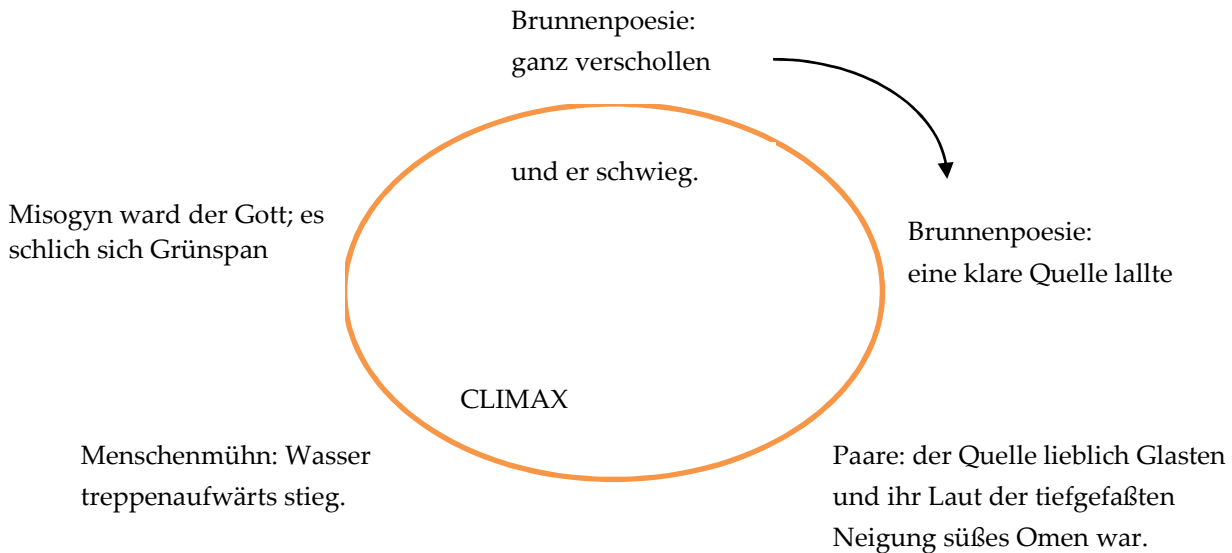 Brunnenpoesie:
ganz verschollen
und er schwieg.
Misogyn ward der Gott; es
schlich sich Grünspan
Brunnenpoesie:
eine klare Quelle lallte
CLIMAX
Menschenmühn: Wasser
treppenaufwärts stieg.
Paare: der Quelle lieblich Glasten
und ihr Laut der tiefgefaßten
Neigung süßes Omen war.